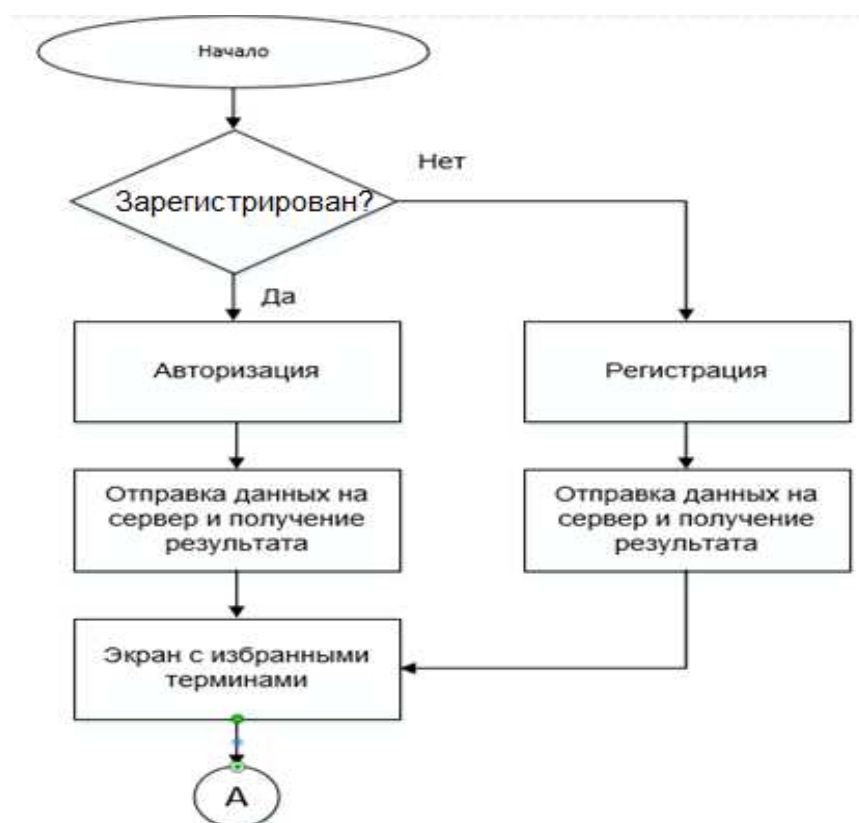 Начало
Нет
Зарегистрирован?
Да
Авторизация
Регистрация
Отправка данных на
сервер и получение
результата
Отправка данных на
сервер и получение
результата
Экран с избранными
терминами
А